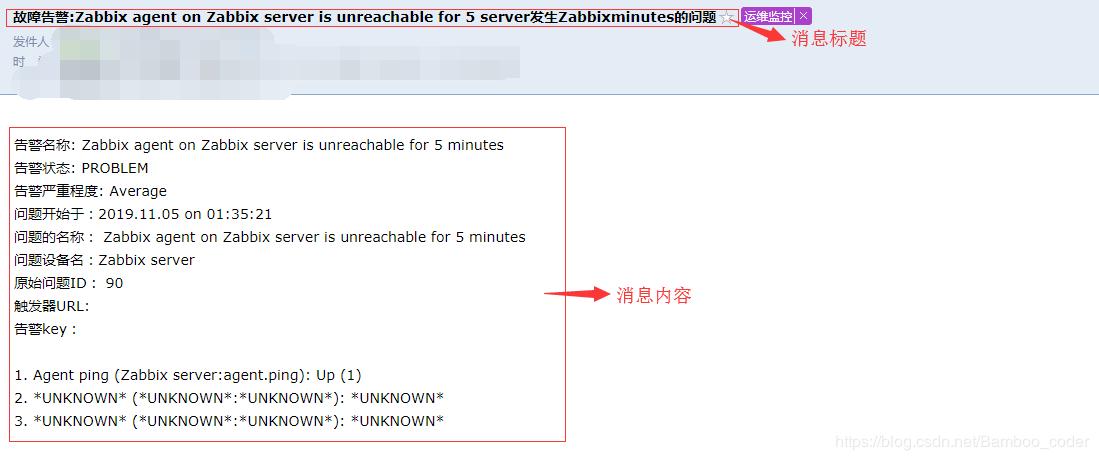 故障告警:Zabbix agent on Zabbix server is unreachable for 5 server发生Zabbixminutes的问题☆ 运维监控 ×
消息标题
发件人
时
告警名称: Zabbix agent on Zabbix server is unreachable for 5 minutes
告警状态: PROBLEM
告警严重程度: Average
问题开始于：2019.11.05 on 01:35:21
问题的名称： Zabbix agent on Zabbix server is unreachable for 5 minutes
问题设备名：Zabbix server
原始问题ID： 90
消息内容
触发器URL:
告警key：
1. Agent ping (Zabbix server:agent.ping): Up (1)
2. *UNKNOWN* (*UNKNOWN*:*UNKNOWN*): *UNKNOWN*
3. *UNKNOWN* (*UNKNOWN*:*UNKNOWN*): *UNKNOWN*
https://blog.csdn.net/Bamboo_coder